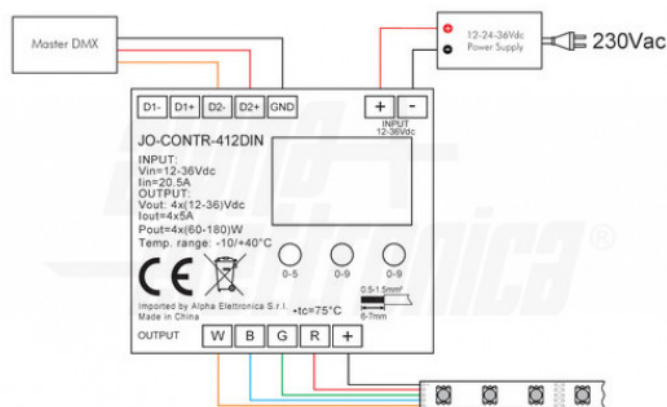 Master DMX
12-24-36Vdc
Power Supply
230Vac
D1- D1+ D2- D2+ GND
+ -
INPUT
12-36Vdc
JO-CONTR-412DIN
INPUT:
Vin=12-36Vdc
Iin=20.5A
OUTPUT:
Vout: 4x(12-36)Vdc
Iout=4x5A
Pout=4x(60-180)W
Temp. range: -10/+40°C
0-5 0-9 0-9
CE
0.5-1.5mm²
6-7mm
•tc=75°C
Imported by Alpha Elettronica S.r.l.
Made in China
OUTPUT W B G R +
alpha
elettronica®